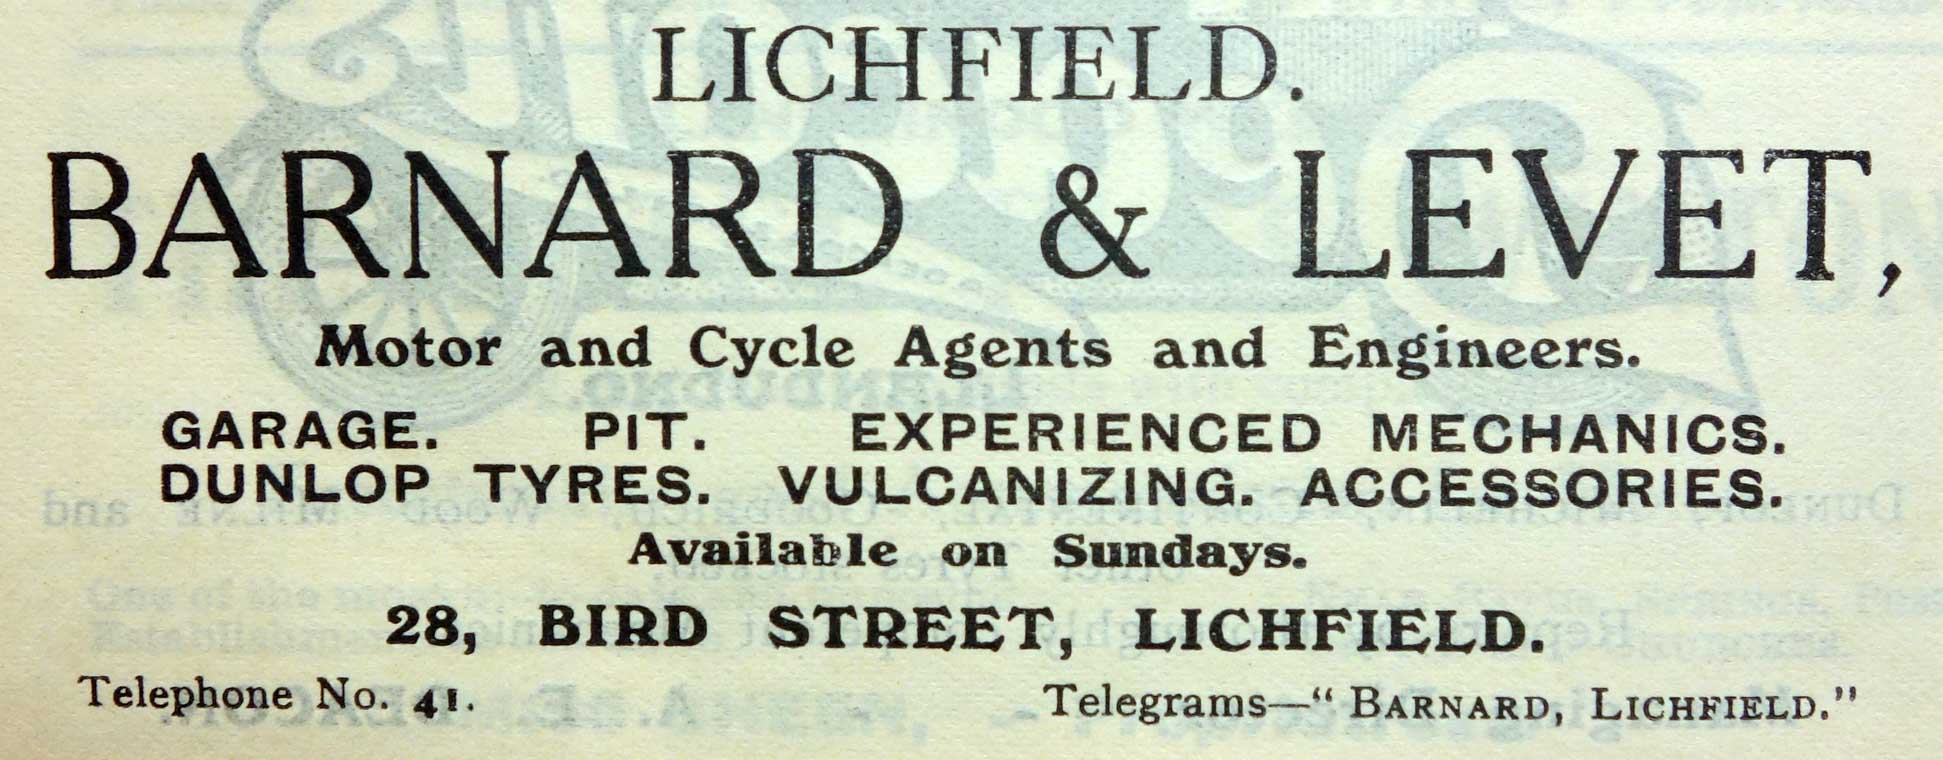 LICHFIELD.
BARNARD & LEVET,
Motor and Cycle Agents and Engineers.
GARAGE. PIT. EXPERIENCED MECHANICS.
DUNLOP TYRES. VULCANIZING. ACCESSORIES.
Available on Sundays.
28, BIRD STREET, LICHFIELD.
Telephone No. 41. Telegrams—“BARNARD, LICHFIELD.”